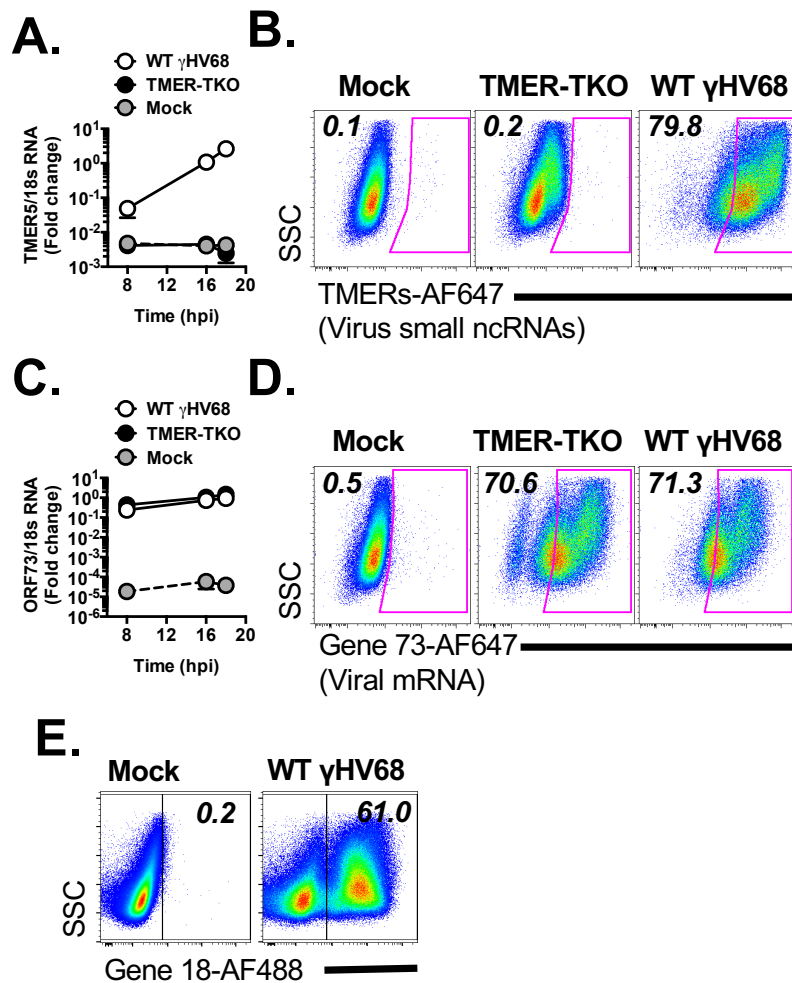 A.
WT γHV68
TMER-TKO
Mock
TMER5/18s RNA
(Fold change)
10^1
10^0
10^-1
10^-2
10^-3
8 12 16 20
Time (hpi)
B.
Mock TMER-TKO WT γHV68
0.1 0.2 79.8
SSC
TMERs-AF647
(Virus small ncRNAs)
C.
WT γHV68
TMER-TKO
Mock
ORF73/18s RNA
(Fold change)
10^1
10^0
10^-1
10^-2
10^-3
10^-4
10^-5
10^-6
8 12 16 20
Time (hpi)
D.
Mock TMER-TKO WT γHV68
0.5 70.6 71.3
SSC
Gene 73-AF647
(Viral mRNA)
E.
Mock WT γHV68
0.2 61.0
SSC
Gene 18-AF488